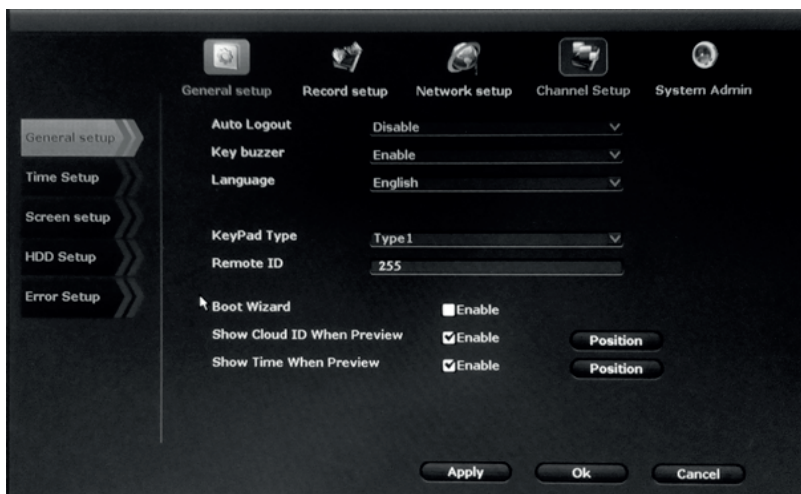 General setup Record setup Network setup Channel Setup System Admin
General setup
Time Setup
Screen setup
HDD Setup
Error Setup
Auto Logout Disable
Key buzzer Enable
Language English
KeyPad Type Type1
Remote ID 255
Boot Wizard Enable
Show Cloud ID When Preview Enable Position
Show Time When Preview Enable Position
Apply Ok Cancel